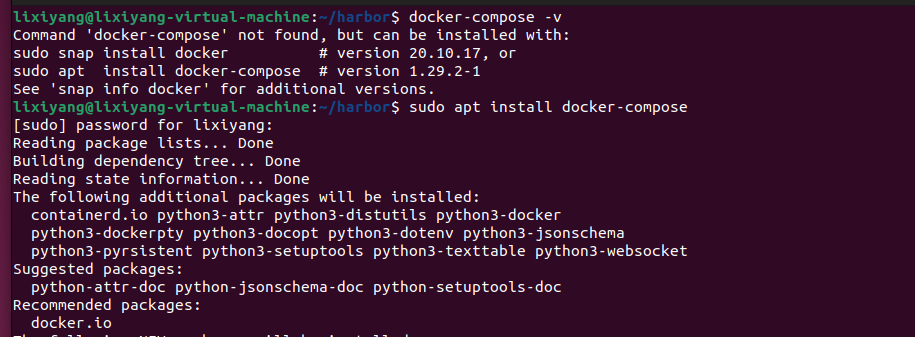 lixiyang@lixiyang-virtual-machine:~/harbor$ docker-compose -v
Command 'docker-compose' not found, but can be installed with:
sudo snap install docker          # version 20.10.17, or
sudo apt  install docker-compose  # version 1.29.2-1
See 'snap info docker' for additional versions.
lixiyang@lixiyang-virtual-machine:~/harbor$ sudo apt install docker-compose
[sudo] password for lixiyang:
Reading package lists... Done
Building dependency tree... Done
Reading state information... Done
The following additional packages will be installed:
  containerd.io python3-attr python3-distutils python3-docker
  python3-dockerpty python3-docopt python3-dotenv python3-jsonschema
  python3-pyrsistent python3-setuptools python3-texttable python3-websocket
Suggested packages:
  python-attr-doc python-jsonschema-doc python-setuptools-doc
Recommended packages:
  docker.io